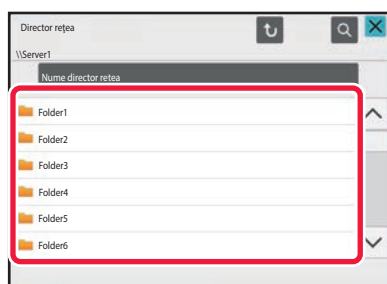 Director rețea
\\Server1
Nume director retea
Folder1
Folder2
Folder3
Folder4
Folder5
Folder6